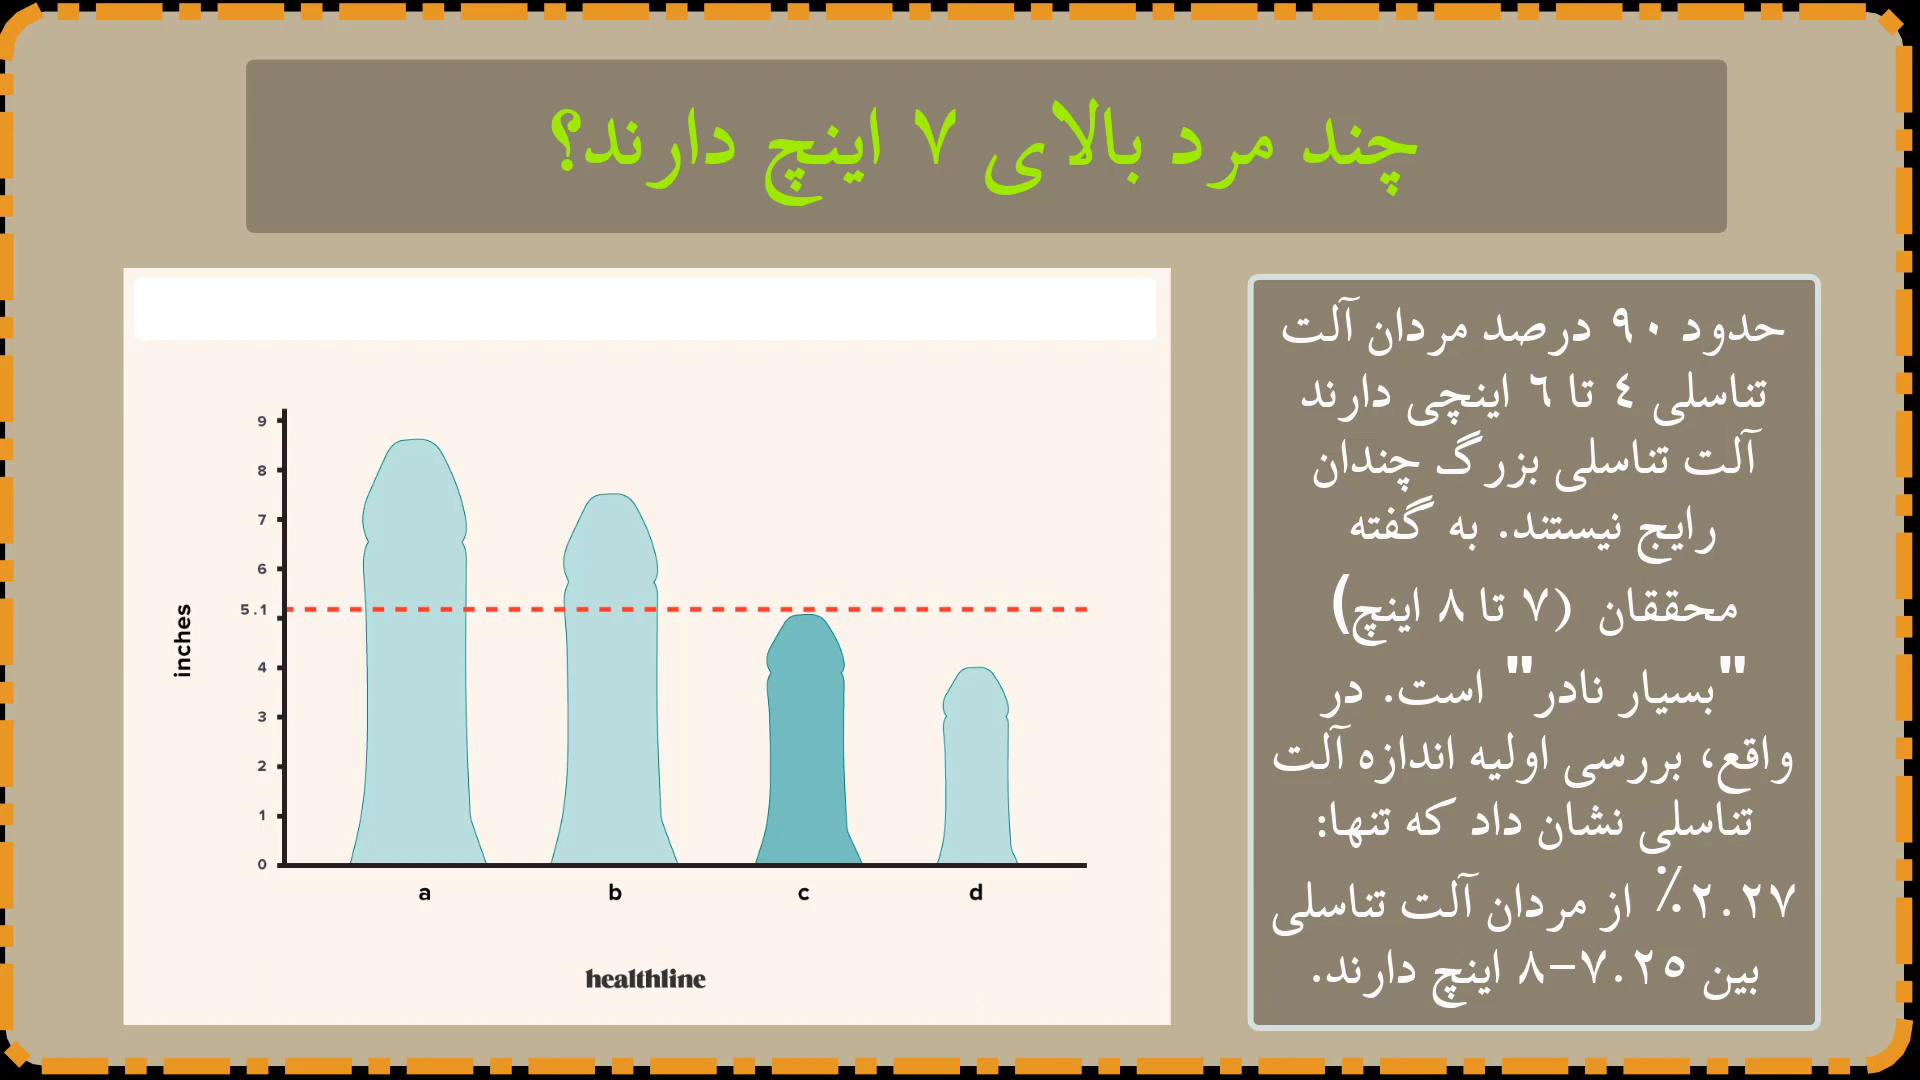 چند مرد بالای ۷ اینچ دارند؟
حدود ۹۰ درصد مردان آلت
تناسلی ٤ تا ٦ اینچی دارند
آلت تناسلی بزرگ چندان
رایج نیستند. به گفته
محققان (۷ تا ۸ اینچ)
"بسیار نادر" است. در
واقع، بررسی اولیه اندازه آلت
تناسلی نشان داد که تنها:
۲.۲۷٪ از مردان آلت تناسلی
بین ۷.۲٥–۸ اینچ دارند.
9
8
7
6
5.1
4
3
2
1
0
inches
a b c d
healthline